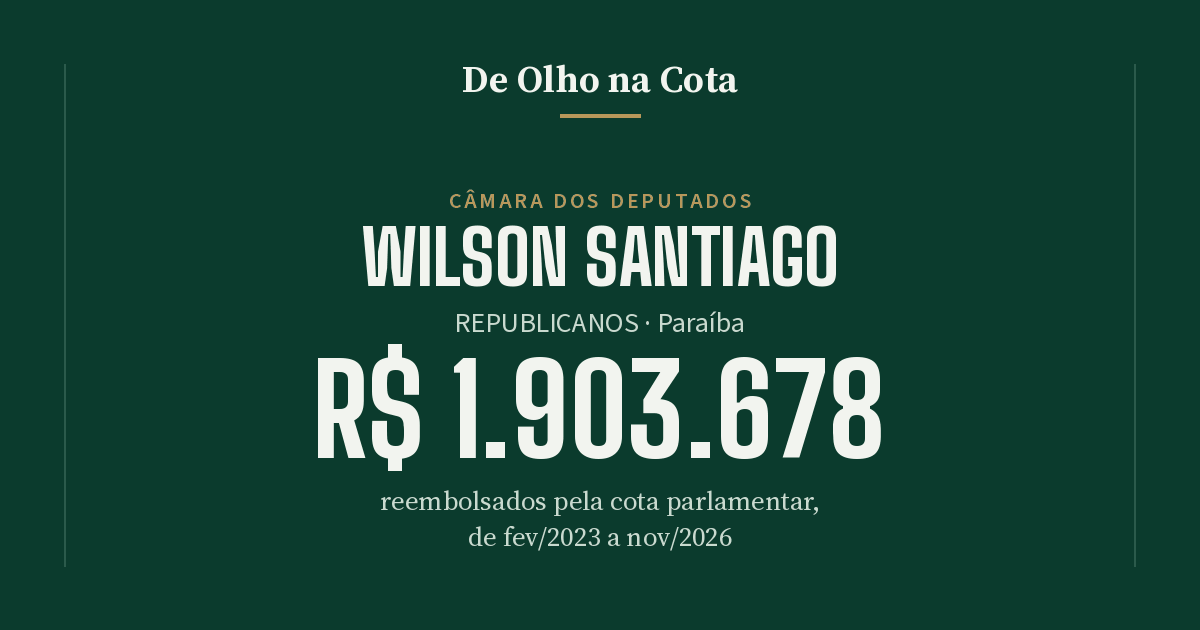 De Olho na Cota
CÂMARA DOS DEPUTADOS
WILSON SANTIAGO
REPUBLICANOS · Paraíba
R$ 1.903.678
reembolsados pela cota parlamentar,
de fev/2023 a nov/2026